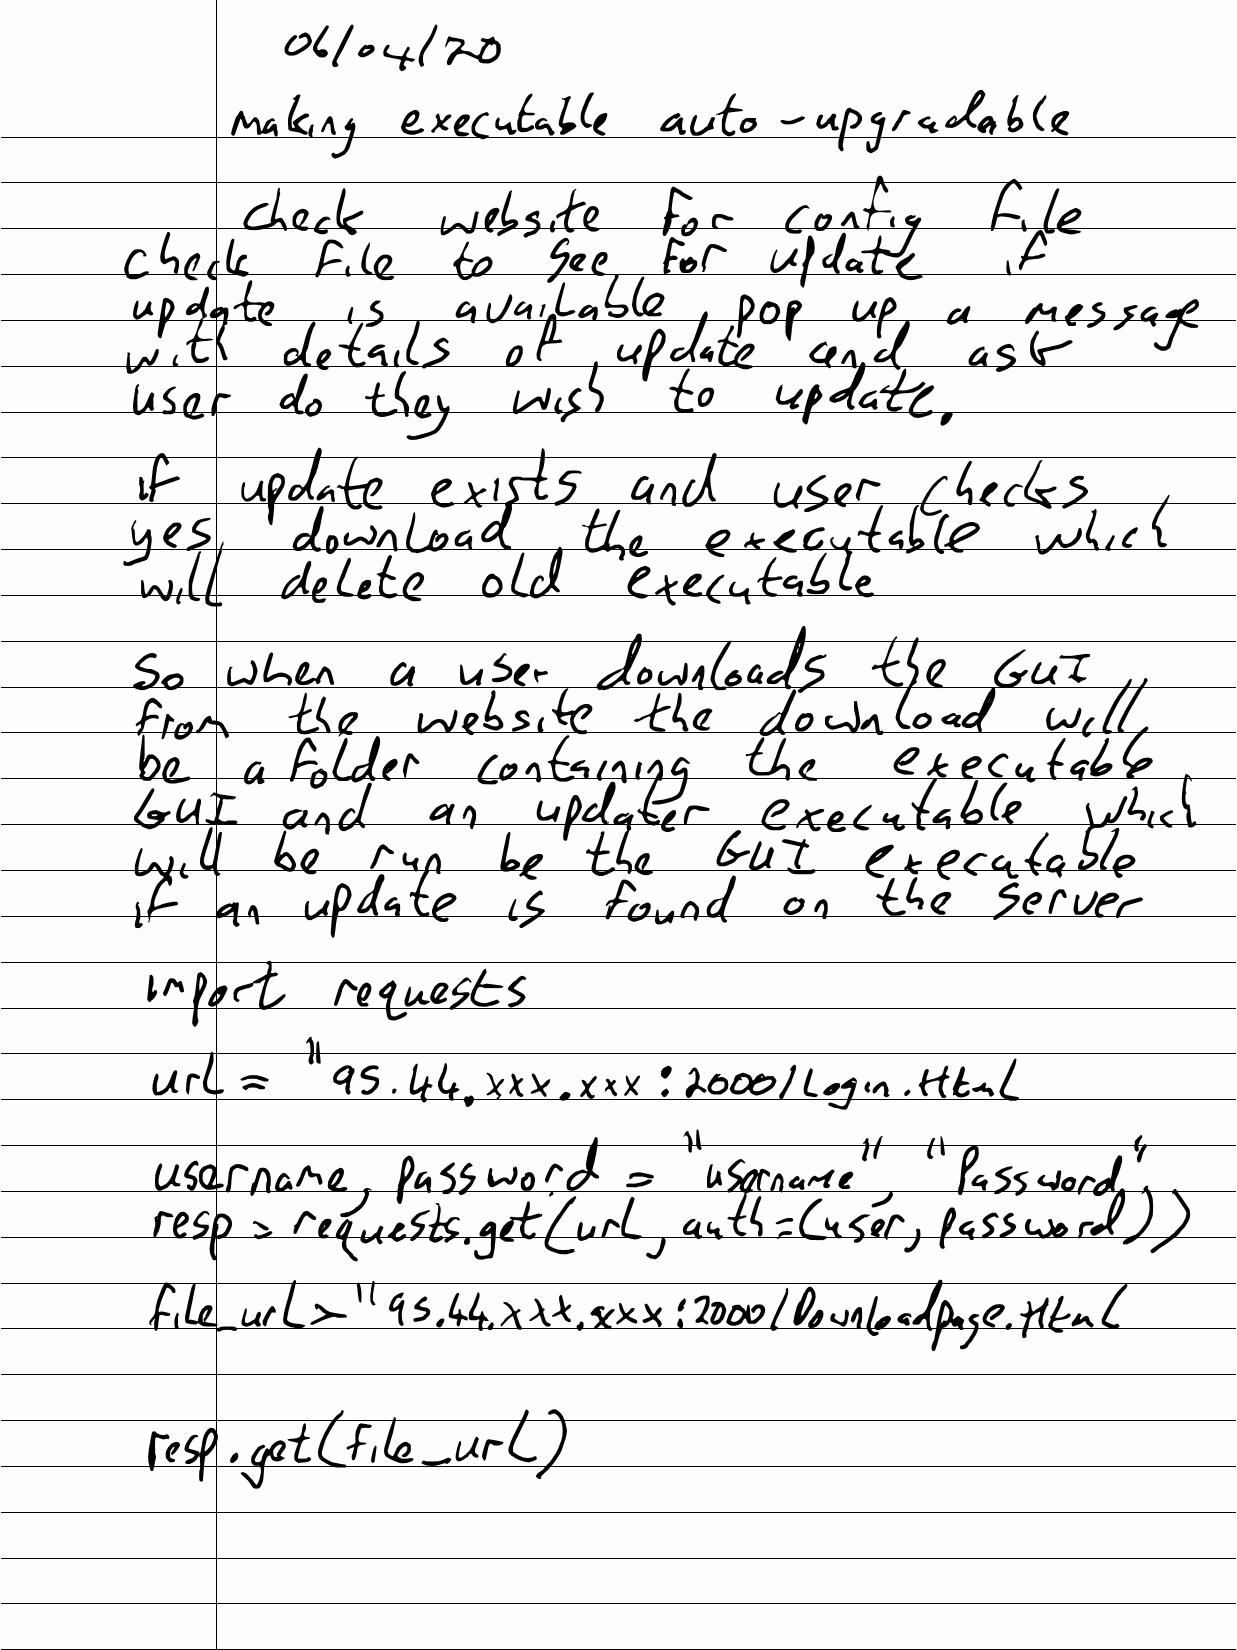 06/04/20
making executable auto-upgradable
check website for config file
check file to see for update if
update is available pop up a message
with details of update and ask
user do they wish to update.
if update exists and user checks
yes download the executable which
will delete old executable
So when a user downloads the GUI
from the website the download will
be a folder containing the executable
GUI and an updater executable which
will be run be the GUI executable
if an update is found on the server
import requests
url = "95.44.xxx.xxx:2000/Login.Html
username, password = "username", "Password"
resp = requests.get(url, auth=(user, password))
file_url = "95.44.xxx.xxx:2000/Downloadpage.Html
resp.get(file_url)